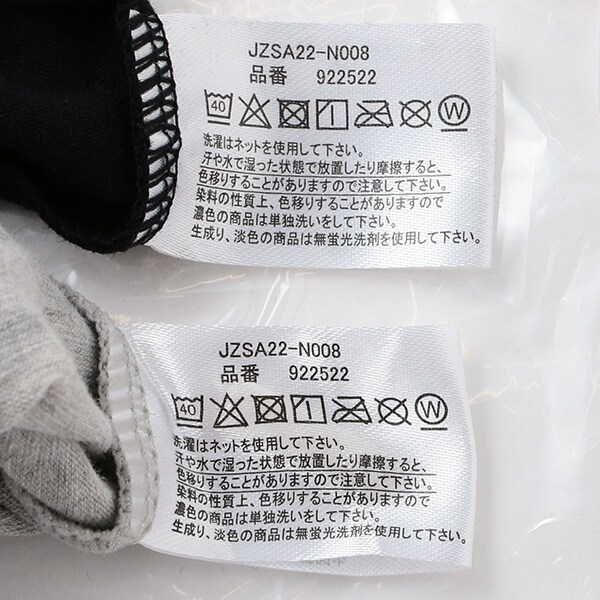 JZSA22-N008
品番 922522
40 W
洗濯はネットを使用して下さい。
汗や水で湿った状態で放置したり摩擦すると、
色移りすることがありますので注意して下さい。
染料の性質上、色移りすることがありますので
濃色の商品は単独洗いをして下さい。
生成り、淡色の商品は無蛍光洗剤を使用して下さい。
JZSA22-N008
品番 922522
40 W
洗濯はネットを使用して下さい。
汗や水で湿った状態で放置したり摩擦すると、
色移りすることがありますので注意して下さい。
染料の性質上、色移りすることがありますので
濃色の商品は単独洗いをして下さい。
生成り、淡色の商品は無蛍光洗剤を使用して下さい。